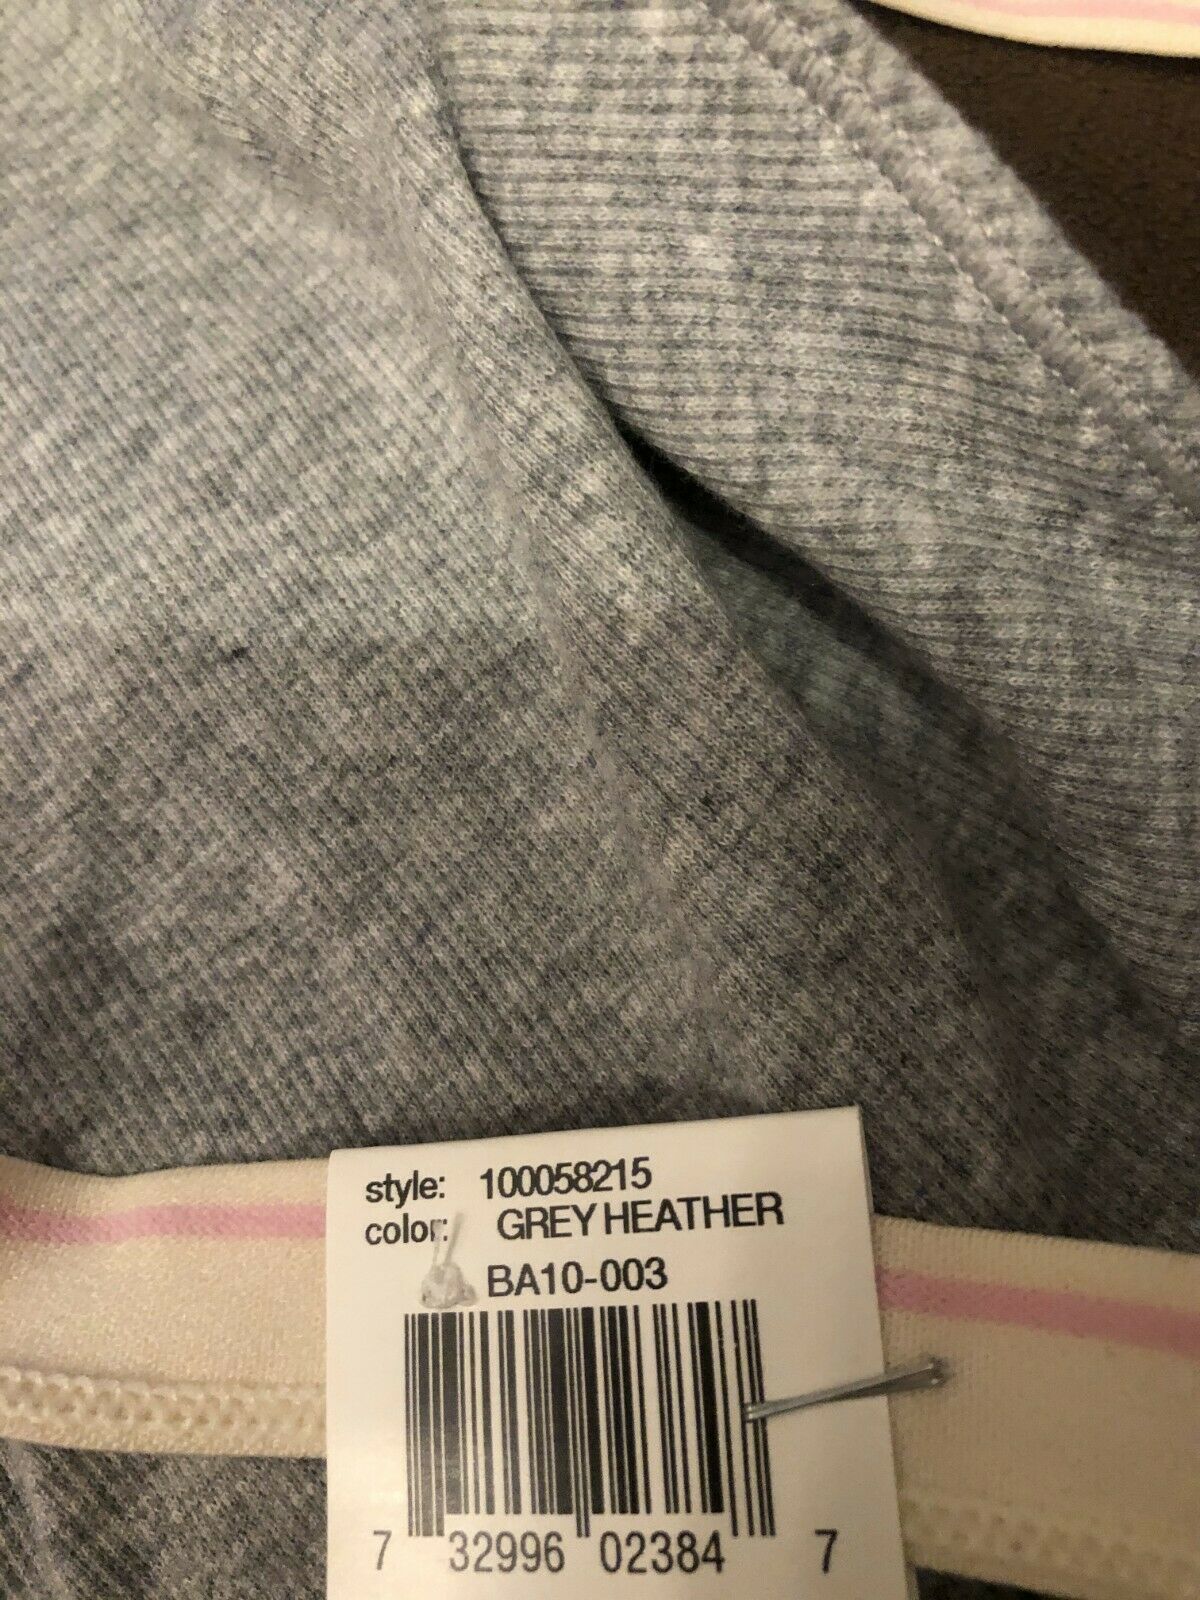 style: 100058215
color: GREY HEATHER
BA10-003
7 32996 02384 7